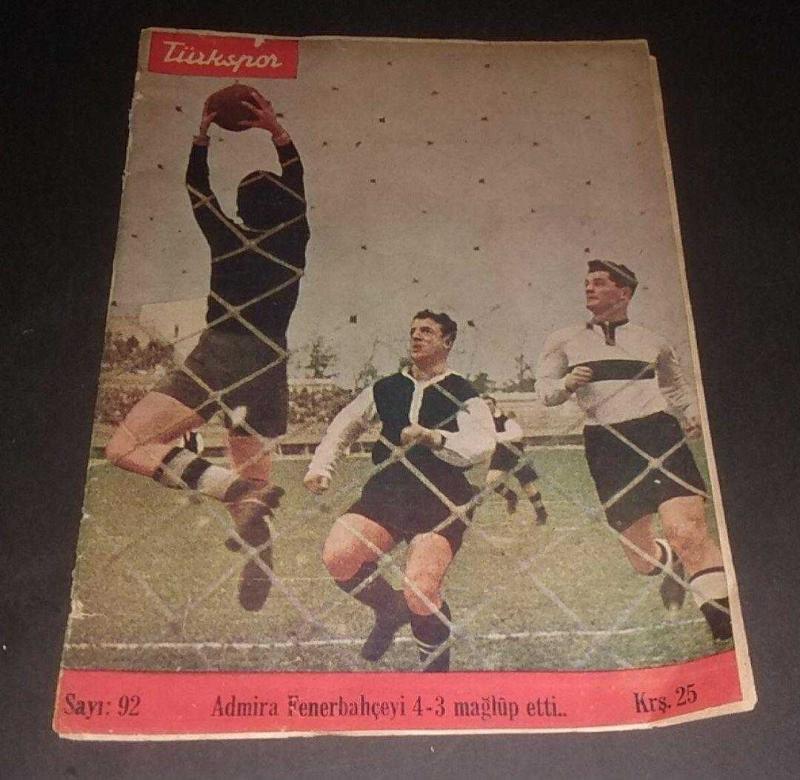 Türkspor
Sayı: 92 Admira Fenerbahçeyi 4-3 mağlûp etti.. Krş. 25